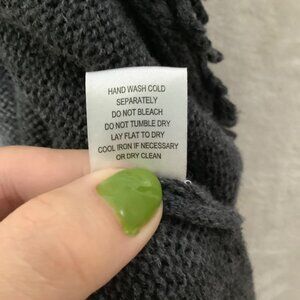 HAND WASH COLD
SEPARATELY
DO NOT BLEACH
DO NOT TUMBLE DRY
LAY FLAT TO DRY
COOL IRON IF NECESSARY
OR DRY CLEAN